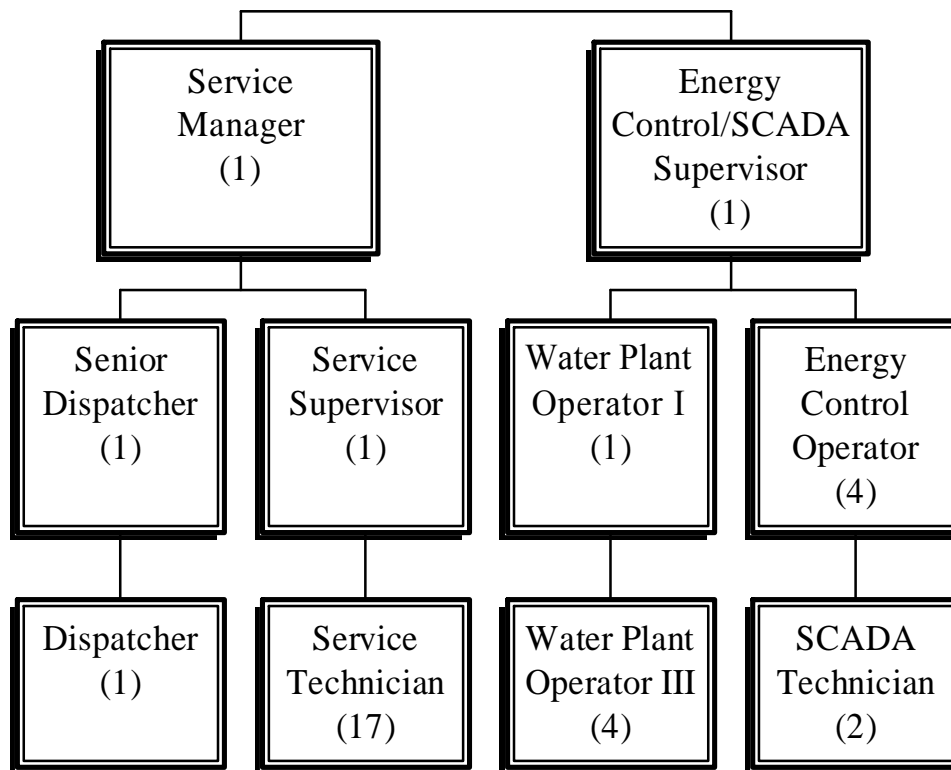 Service
Manager
(1)
Energy
Control/SCADA
Supervisor
(1)
Senior
Dispatcher
(1)
Service
Supervisor
(1)
Water Plant
Operator I
(1)
Energy
Control
Operator
(4)
Dispatcher
(1)
Service
Technician
(17)
Water Plant
Operator III
(4)
SCADA
Technician
(2)